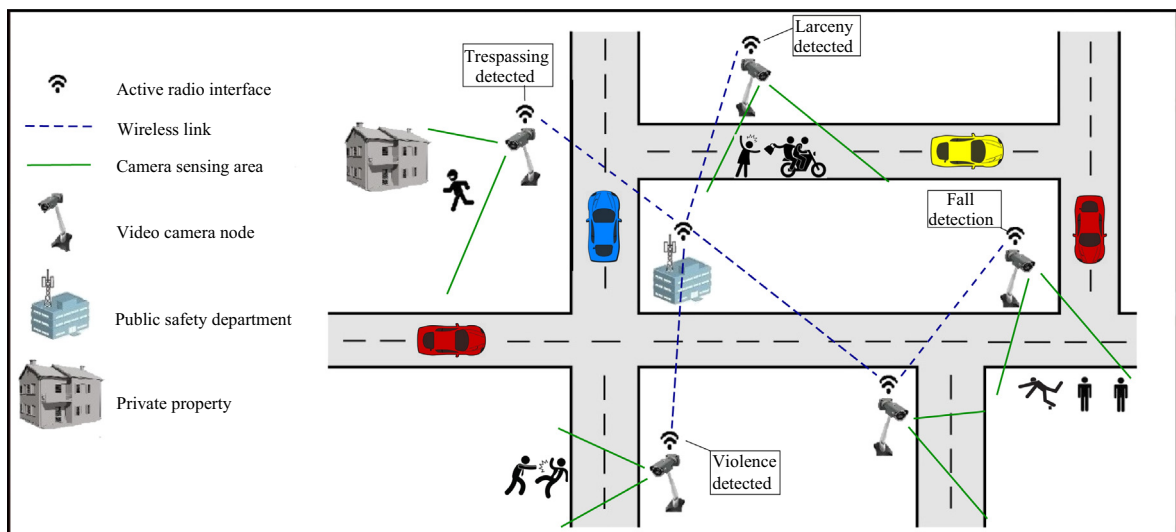 Active radio interface
Wireless link
Camera sensing area
Video camera node
Public safety department
Private property
Trespassing
detected
Larceny
detected
Fall
detection
Violence
detected